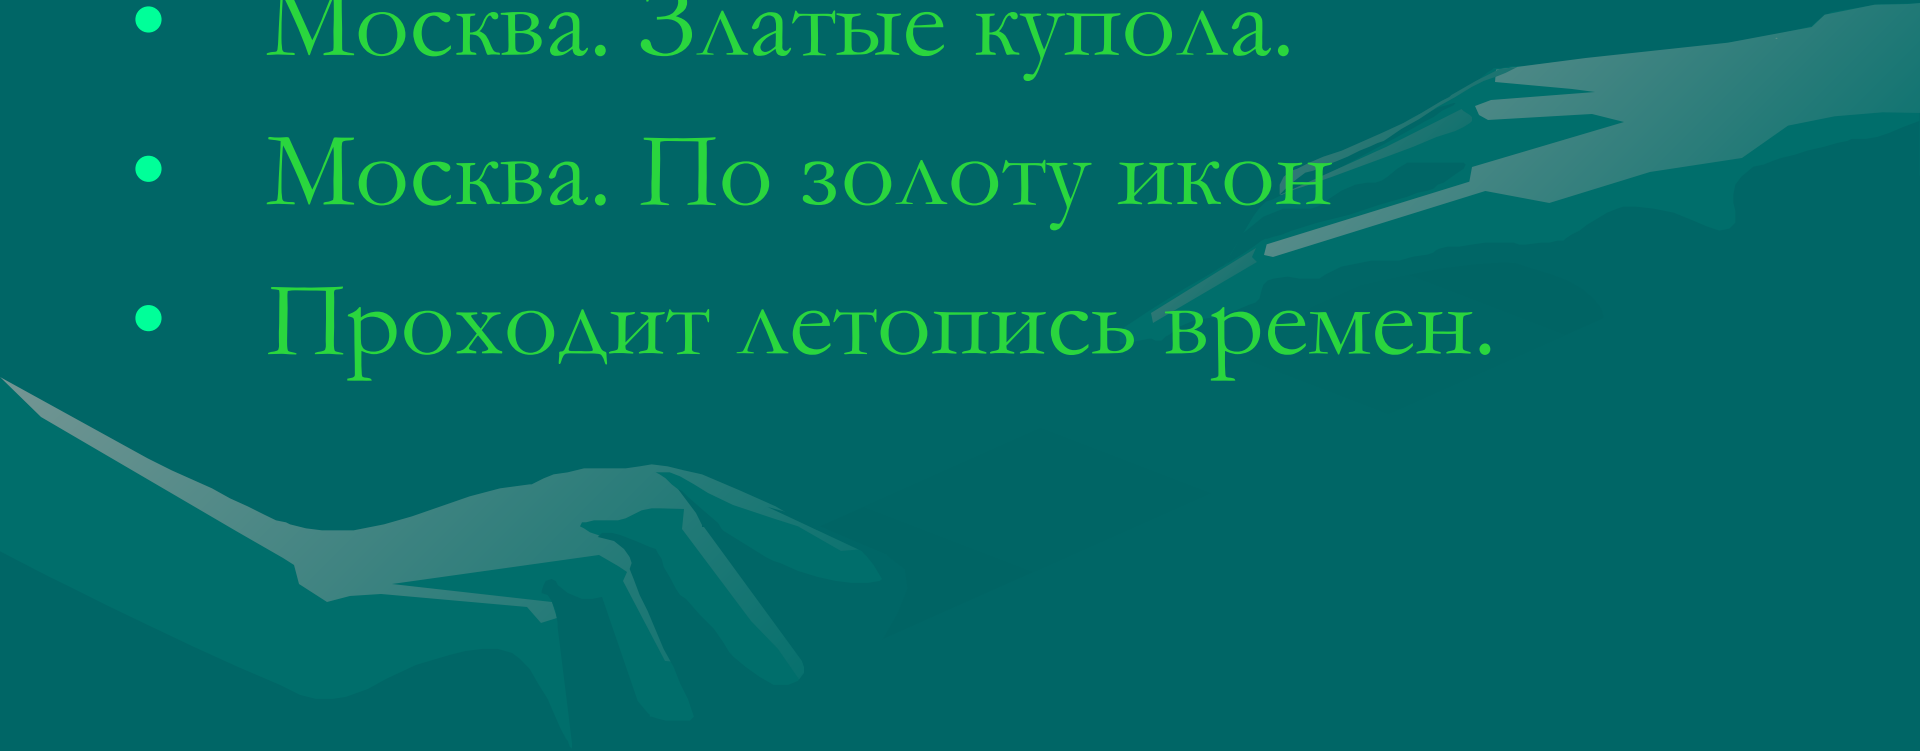 • Москва. Златые купола.
• Москва. По золоту икон
• Проходит летопись времен.